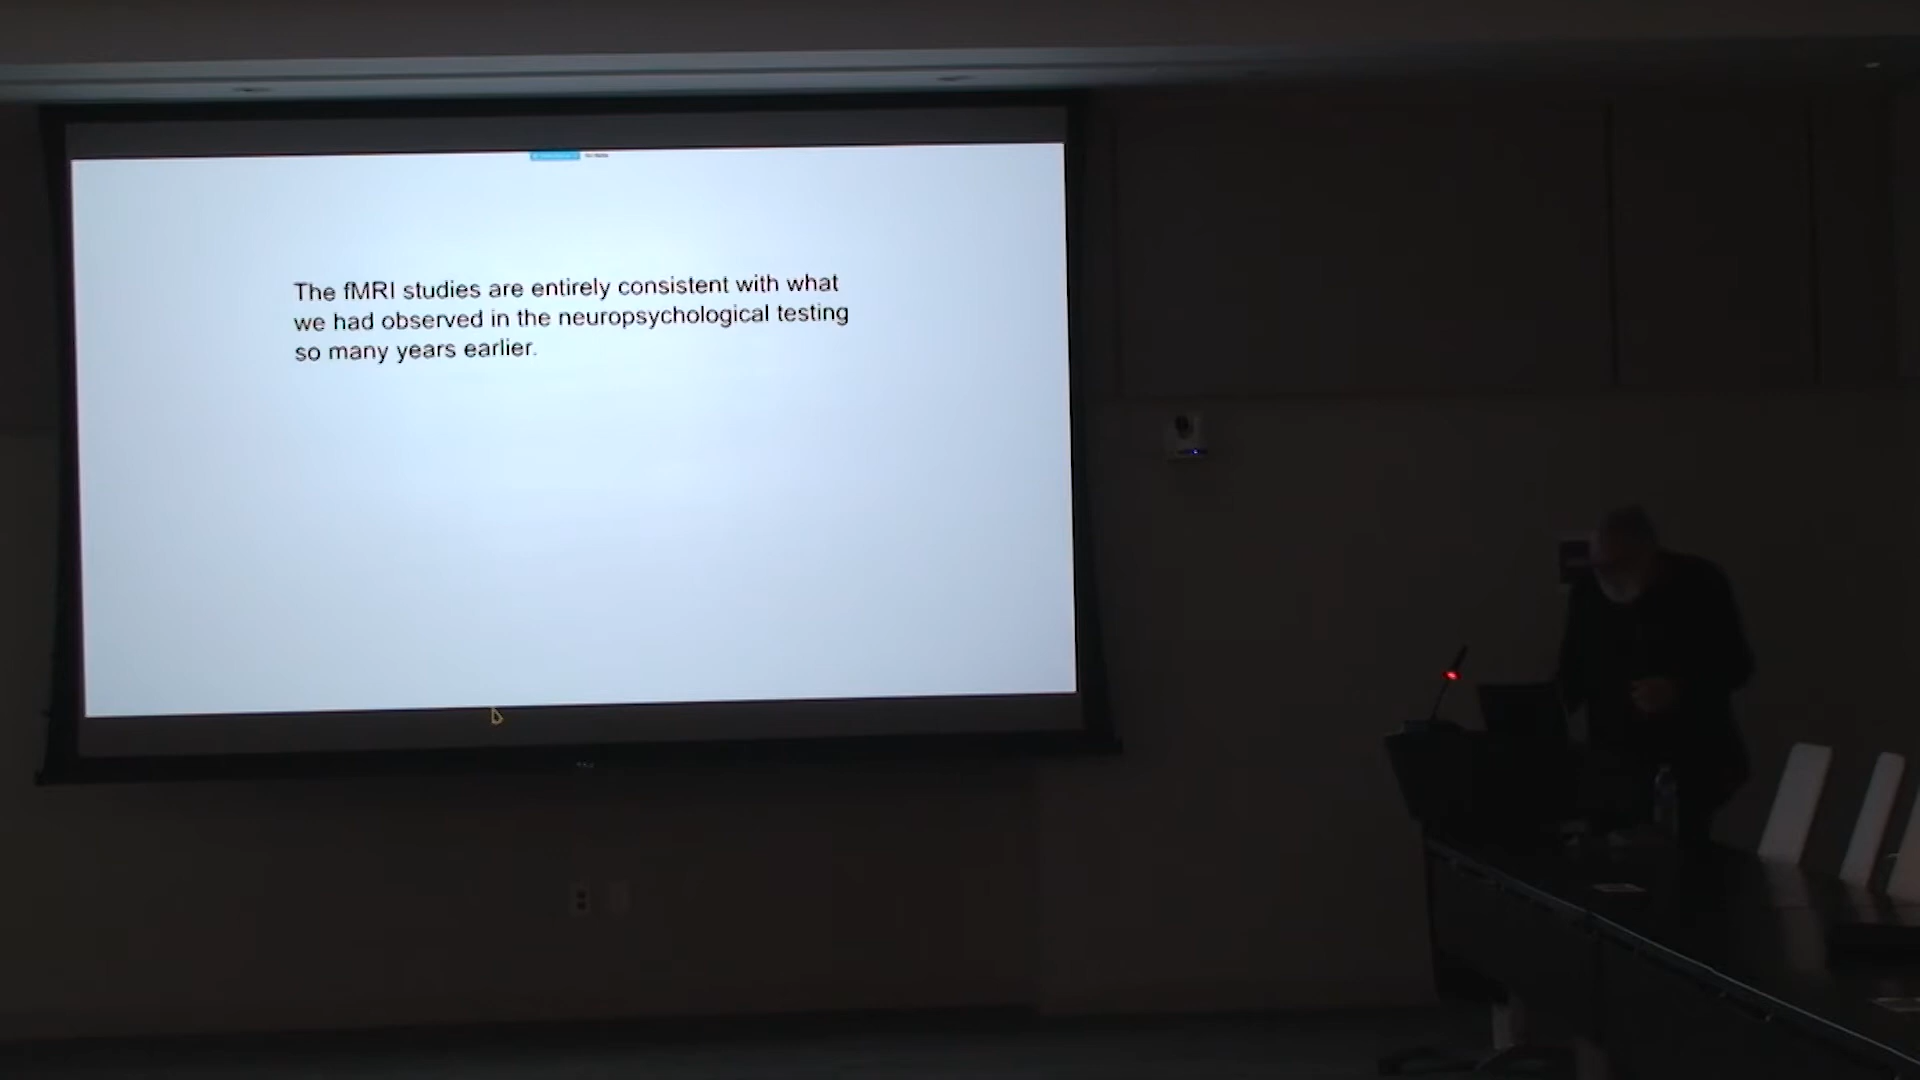 The fMRI studies are entirely consistent with what
we had observed in the neuropsychological testing
so many years earlier.